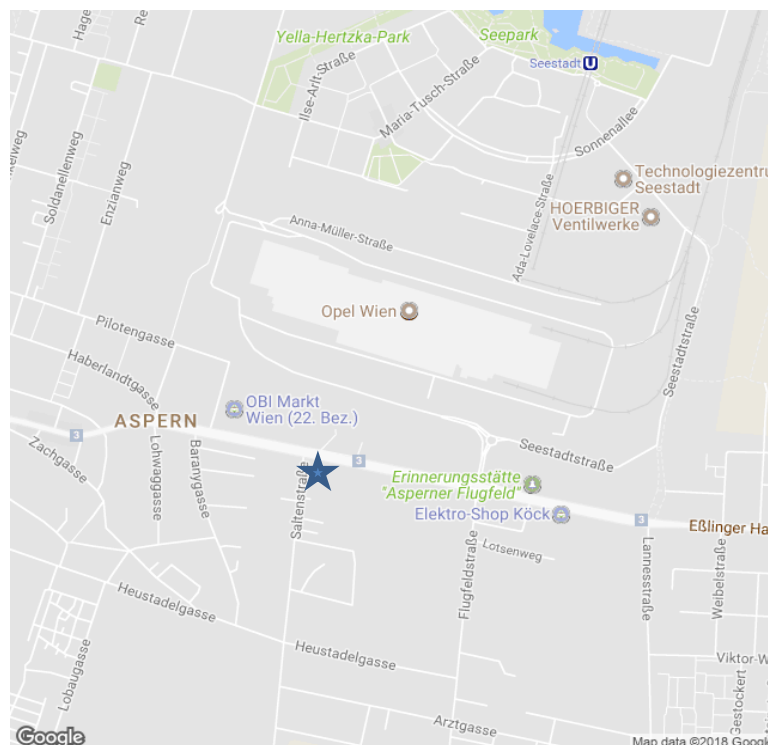 Yella-Hertzka-Park
Seepark
Seestadt
U
Ilse-Arlt-Straße
Maria-Tusch-Straße
Sonnenallee
Soldanellenweg
Enzianweg
Technologiezentru
Seestadt
HOERBIGER
Ventilwerke
Anna-Müller-Straße
Ada-Lovelace-Straße
Opel Wien
Pilotengasse
Haberlandtgasse
Seestadtstraße
OBI Markt
Wien (22. Bez.)
ASPERN
3
Zachgasse
Lohwaggasse
Baranygasse
Saltenstraße
3
Seestadtstraße
Erinnerungsstätte
"Asperner Flugfeld"
Elektro-Shop Köck
3
Eßlinger Ha
Lotsenweg
Flugfeldstraße
Lannesstraße
Weibelstraße
Heustadelgasse
Heustadelgasse
Viktor-W
Lobaugasse
Gestockert
Arztgasse
Google
Map data ©2018 Google